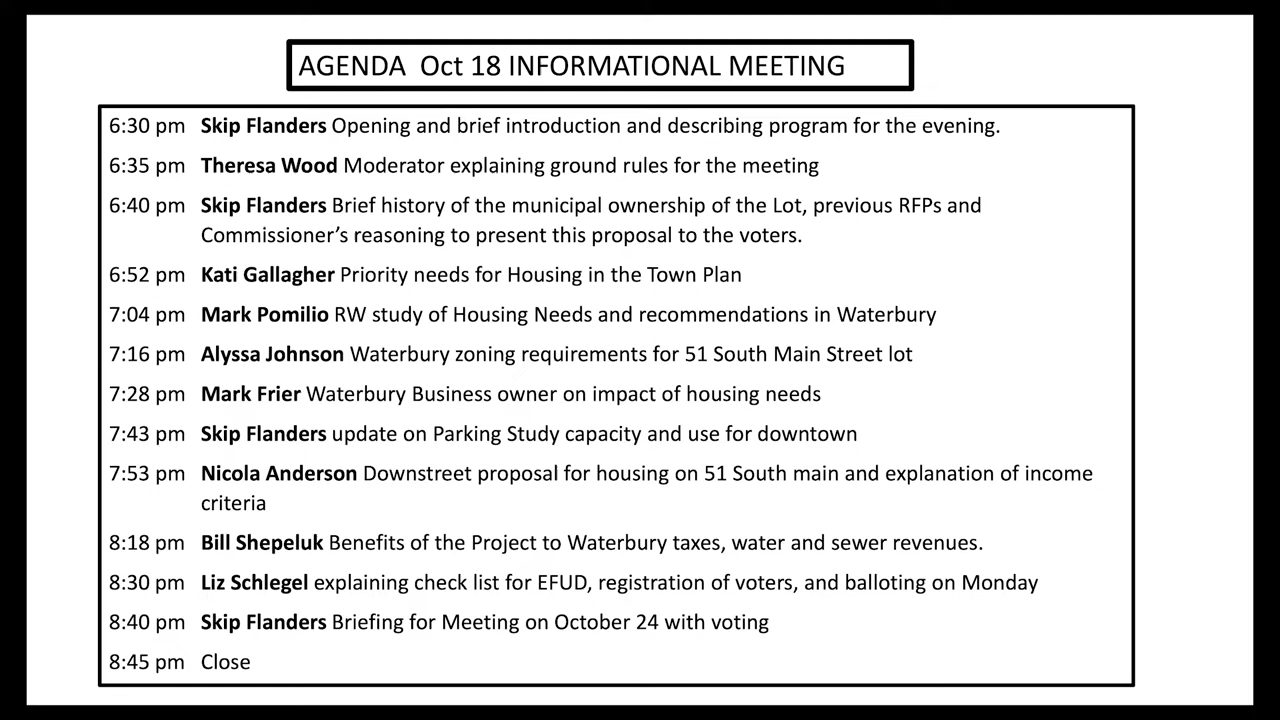 AGENDA  Oct 18 INFORMATIONAL MEETING
6:30 pm Skip Flanders Opening and brief introduction and describing program for the evening.
6:35 pm Theresa Wood Moderator explaining ground rules for the meeting
6:40 pm Skip Flanders Brief history of the municipal ownership of the Lot, previous RFPs and
Commissioner’s reasoning to present this proposal to the voters.
6:52 pm Kati Gallagher Priority needs for Housing in the Town Plan
7:04 pm Mark Pomilio RW study of Housing Needs and recommendations in Waterbury
7:16 pm Alyssa Johnson Waterbury zoning requirements for 51 South Main Street lot
7:28 pm Mark Frier Waterbury Business owner on impact of housing needs
7:43 pm Skip Flanders update on Parking Study capacity and use for downtown
7:53 pm Nicola Anderson Downstreet proposal for housing on 51 South main and explanation of income
criteria
8:18 pm Bill Shepeluk Benefits of the Project to Waterbury taxes, water and sewer revenues.
8:30 pm Liz Schlegel explaining check list for EFUD, registration of voters, and balloting on Monday
8:40 pm Skip Flanders Briefing for Meeting on October 24 with voting
8:45 pm Close